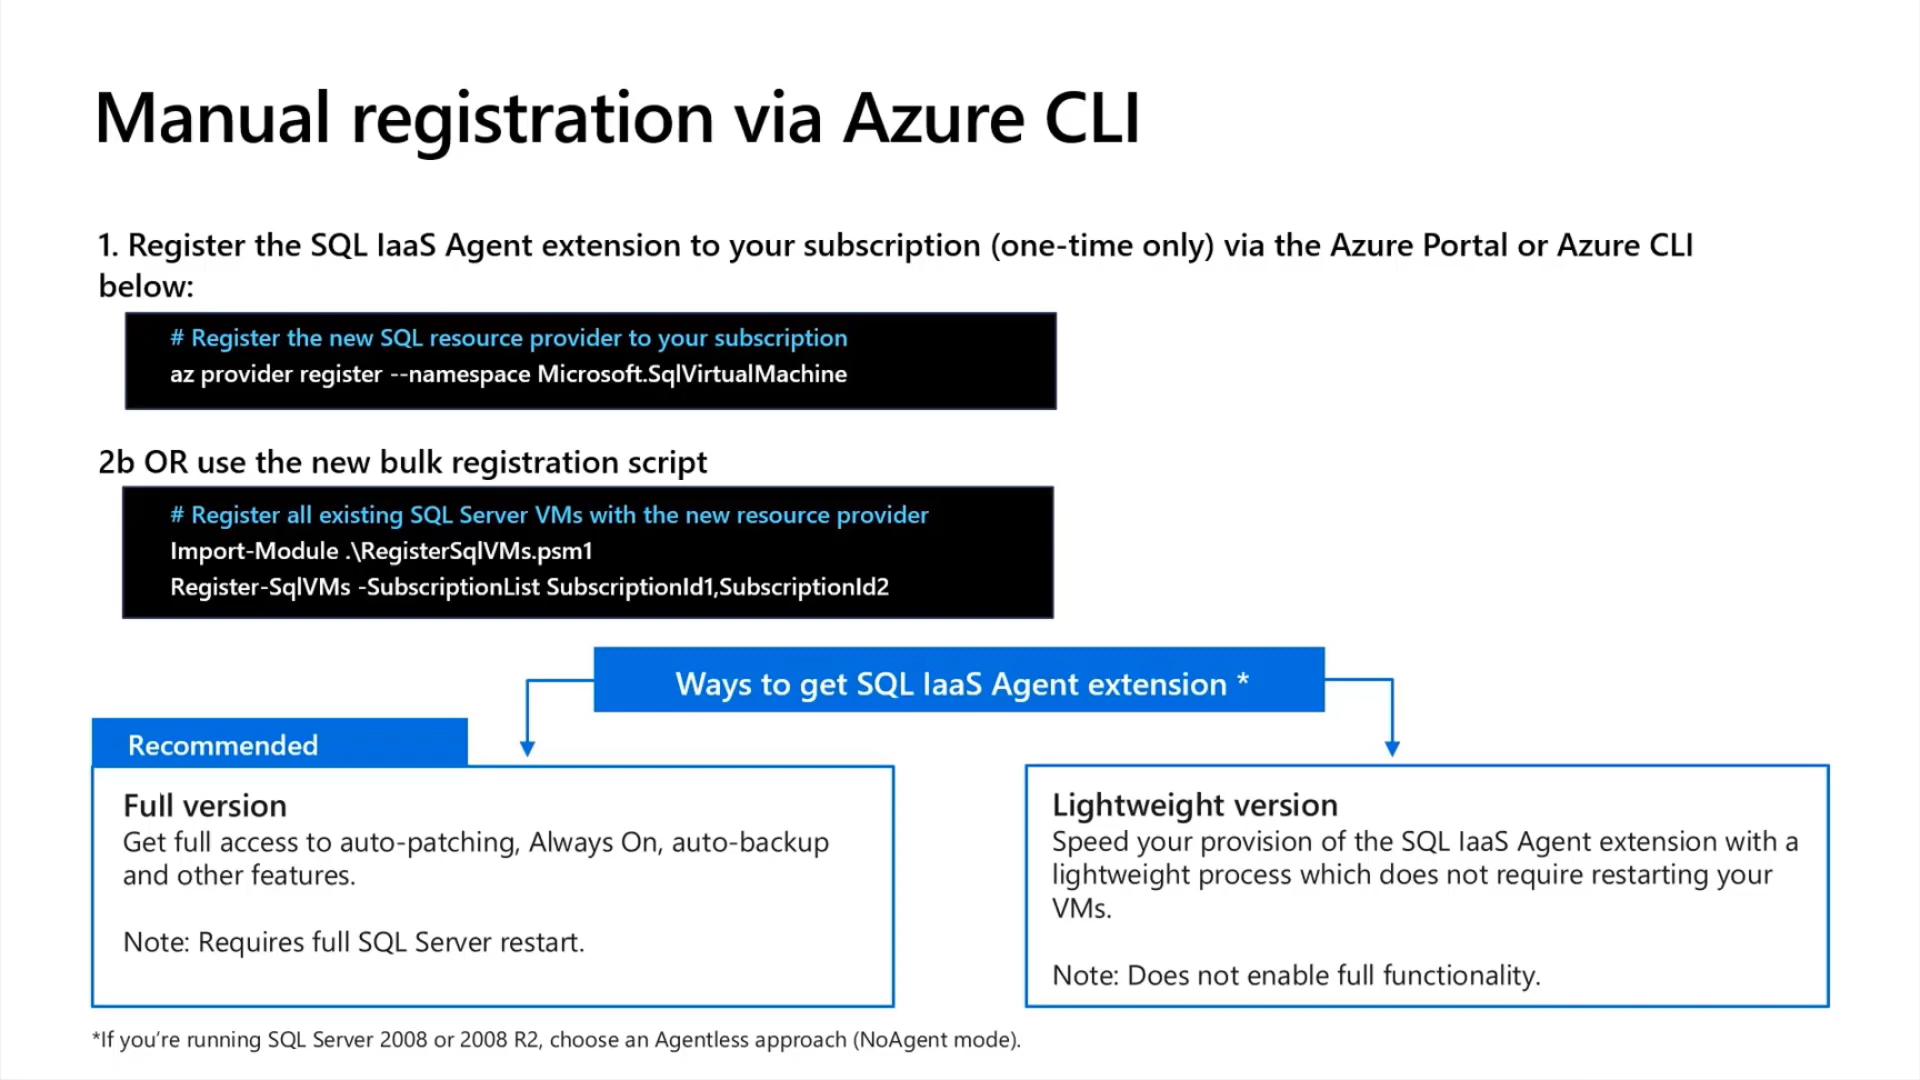 Manual registration via Azure CLI
1. Register the SQL IaaS Agent extension to your subscription (one-time only) via the Azure Portal or Azure CLI
below:
# Register the new SQL resource provider to your subscription
az provider register --namespace Microsoft.SqlVirtualMachine
2b OR use the new bulk registration script
# Register all existing SQL Server VMs with the new resource provider
Import-Module .\RegisterSqlVMs.psm1
Register-SqlVMs -SubscriptionList SubscriptionId1,SubscriptionId2
Ways to get SQL IaaS Agent extension *
Recommended
Full version
Get full access to auto-patching, Always On, auto-backup
and other features.
Note: Requires full SQL Server restart.
Lightweight version
Speed your provision of the SQL IaaS Agent extension with a
lightweight process which does not require restarting your
VMs.
Note: Does not enable full functionality.
*If you’re running SQL Server 2008 or 2008 R2, choose an Agentless approach (NoAgent mode).